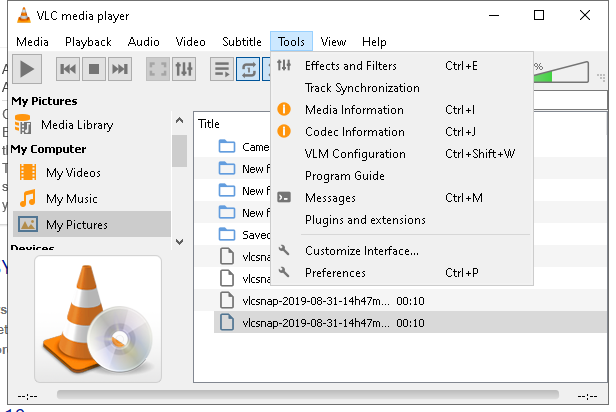 VLC media player
Media Playback Audio Video Subtitle Tools View Help
%
Effects and Filters Ctrl+E
Track Synchronization
Media Information Ctrl+I
Codec Information Ctrl+J
VLM Configuration Ctrl+Shift+W
Program Guide
Messages Ctrl+M
Plugins and extensions
Customize Interface...
Preferences Ctrl+P
My Pictures
Media Library
My Computer
My Videos
My Music
My Pictures
Devices
Title
Came
New f
New f
New f
Saved
vlcsna
vlcsna
vlcsnap-2019-08-31-14h47m... 00:10
vlcsnap-2019-08-31-14h47m... 00:10
--:-- --:--